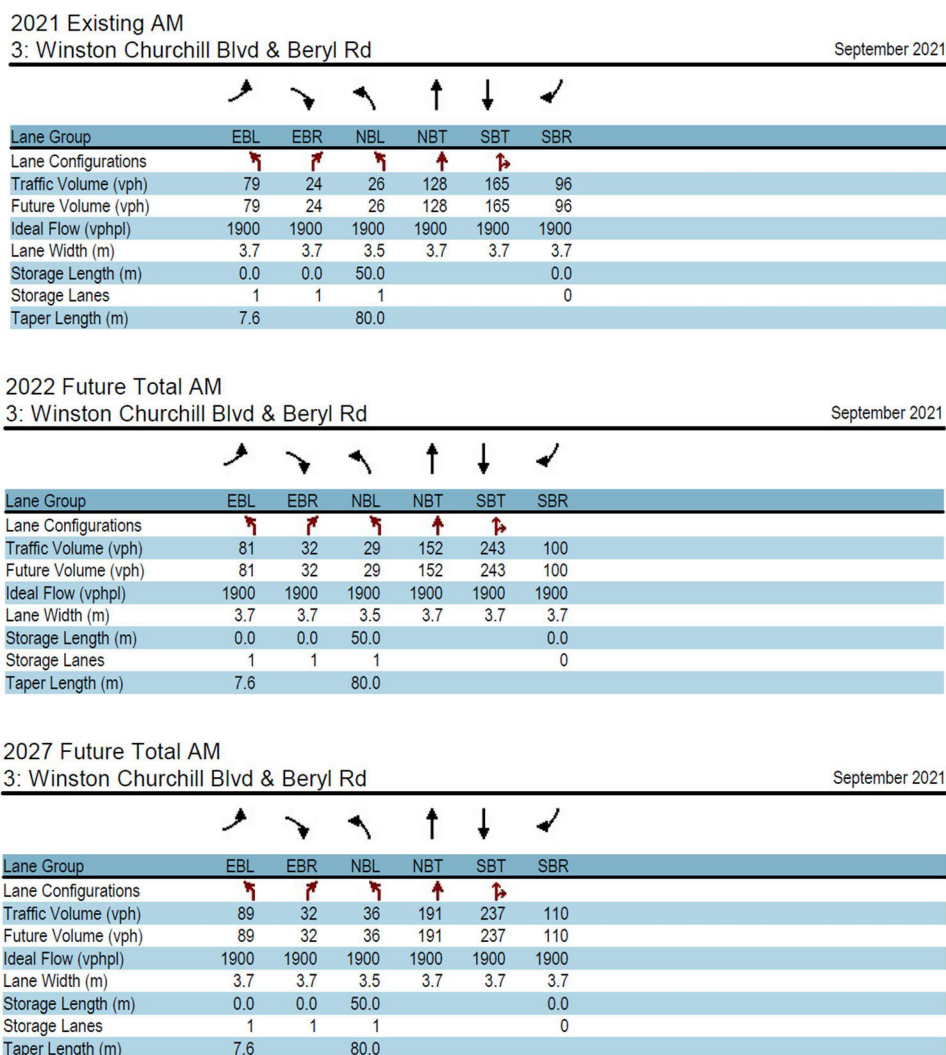 2021 Existing AM
3: Winston Churchill Blvd & Beryl Rd September 2021
Lane Group EBL EBR NBL NBT SBT SBR
Lane Configurations
Traffic Volume (vph) 79 24 26 128 165 96
Future Volume (vph) 79 24 26 128 165 96
Ideal Flow (vphpl) 1900 1900 1900 1900 1900 1900
Lane Width (m) 3.7 3.7 3.5 3.7 3.7 3.7
Storage Length (m) 0.0 0.0 50.0 0.0
Storage Lanes 1 1 1 0
Taper Length (m) 7.6 80.0
2022 Future Total AM
3: Winston Churchill Blvd & Beryl Rd September 2021
Lane Group EBL EBR NBL NBT SBT SBR
Lane Configurations
Traffic Volume (vph) 81 32 29 152 243 100
Future Volume (vph) 81 32 29 152 243 100
Ideal Flow (vphpl) 1900 1900 1900 1900 1900 1900
Lane Width (m) 3.7 3.7 3.5 3.7 3.7 3.7
Storage Length (m) 0.0 0.0 50.0 0.0
Storage Lanes 1 1 1 0
Taper Length (m) 7.6 80.0
2027 Future Total AM
3: Winston Churchill Blvd & Beryl Rd September 2021
Lane Group EBL EBR NBL NBT SBT SBR
Lane Configurations
Traffic Volume (vph) 89 32 36 191 237 110
Future Volume (vph) 89 32 36 191 237 110
Ideal Flow (vphpl) 1900 1900 1900 1900 1900 1900
Lane Width (m) 3.7 3.7 3.5 3.7 3.7 3.7
Storage Length (m) 0.0 0.0 50.0 0.0
Storage Lanes 1 1 1 0
Taper Length (m) 7.6 80.0